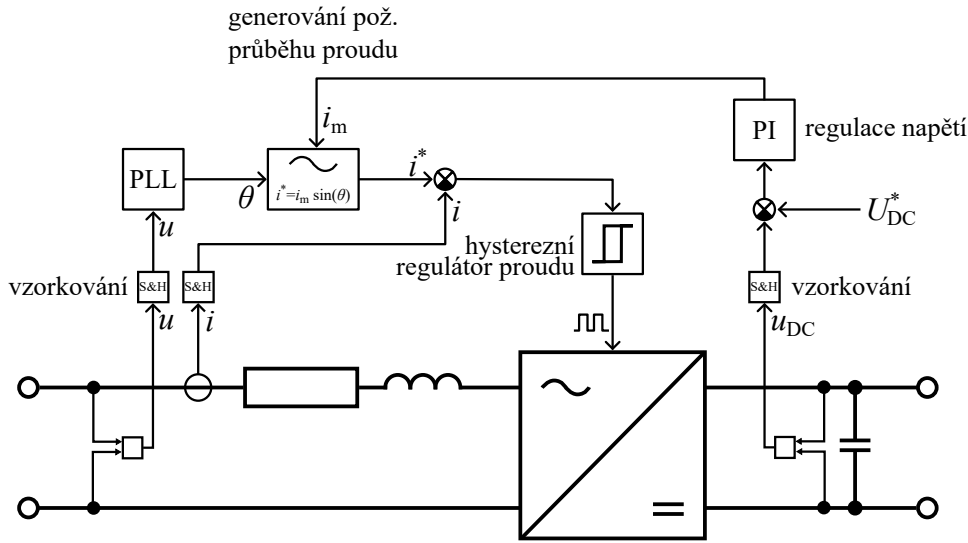 generování pož.
průběhu proudu
i_m
PI
regulace napětí
PLL
θ
i*=i_m sin(θ)
i*
i
U*_DC
u
hysterezní
regulátor proudu
vzorkování
S&H
S&H
S&H
vzorkování
u
i
u_DC